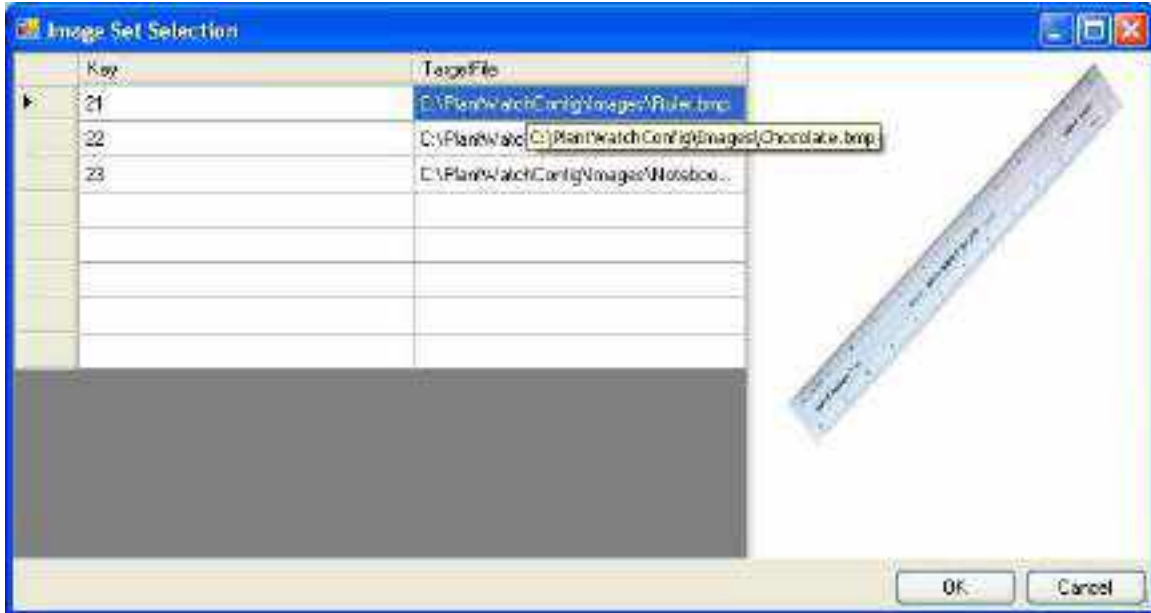 Image Set Selection
Key TargetFile
21 C:\PlantWatchConfig\Images\Ruler.bmp
22 C:\PlantWatc
C:\PlantWatchConfig\Images\Chocolate.bmp
23 C:\PlantWatchConfig\Images\Noteboo...
OK Cancel